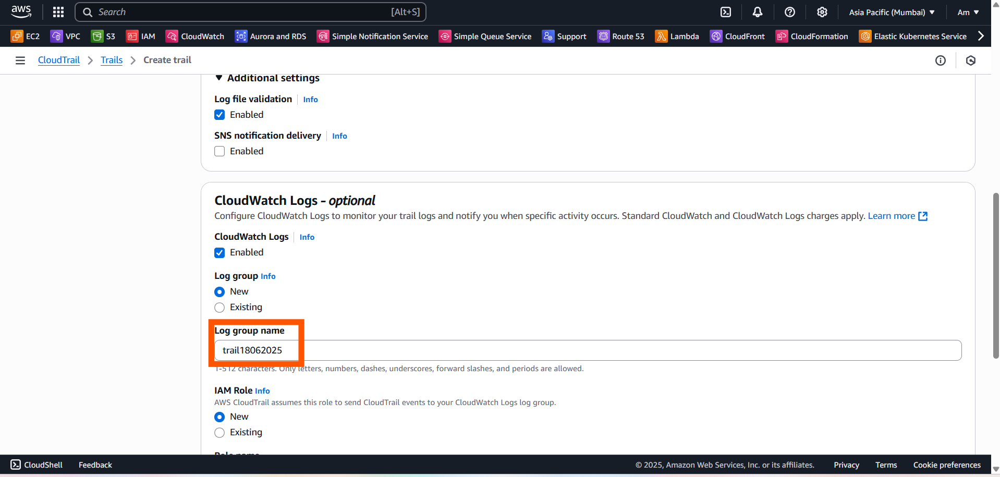 aws Search [Alt+S] Asia Pacific (Mumbai) Am
EC2 VPC S3 IAM CloudWatch Aurora and RDS Simple Notification Service Simple Queue Service Support Route 53 Lambda CloudFront CloudFormation Elastic Kubernetes Service
CloudTrail Trails Create trail
Additional settings
Log file validation Info
Enabled
SNS notification delivery Info
Enabled
CloudWatch Logs - optional
Configure CloudWatch Logs to monitor your trail logs and notify you when specific activity occurs. Standard CloudWatch and CloudWatch Logs charges apply. Learn more
CloudWatch Logs Info
Enabled
Log group Info
New
Existing
Log group name
trail18062025
1-512 characters. Only letters, numbers, dashes, underscores, forward slashes, and periods are allowed.
IAM Role Info
AWS CloudTrail assumes this role to send CloudTrail events to your CloudWatch Logs log group.
New
Existing
Role name
CloudShell Feedback © 2025, Amazon Web Services, Inc. or its affiliates. Privacy Terms Cookie preferences